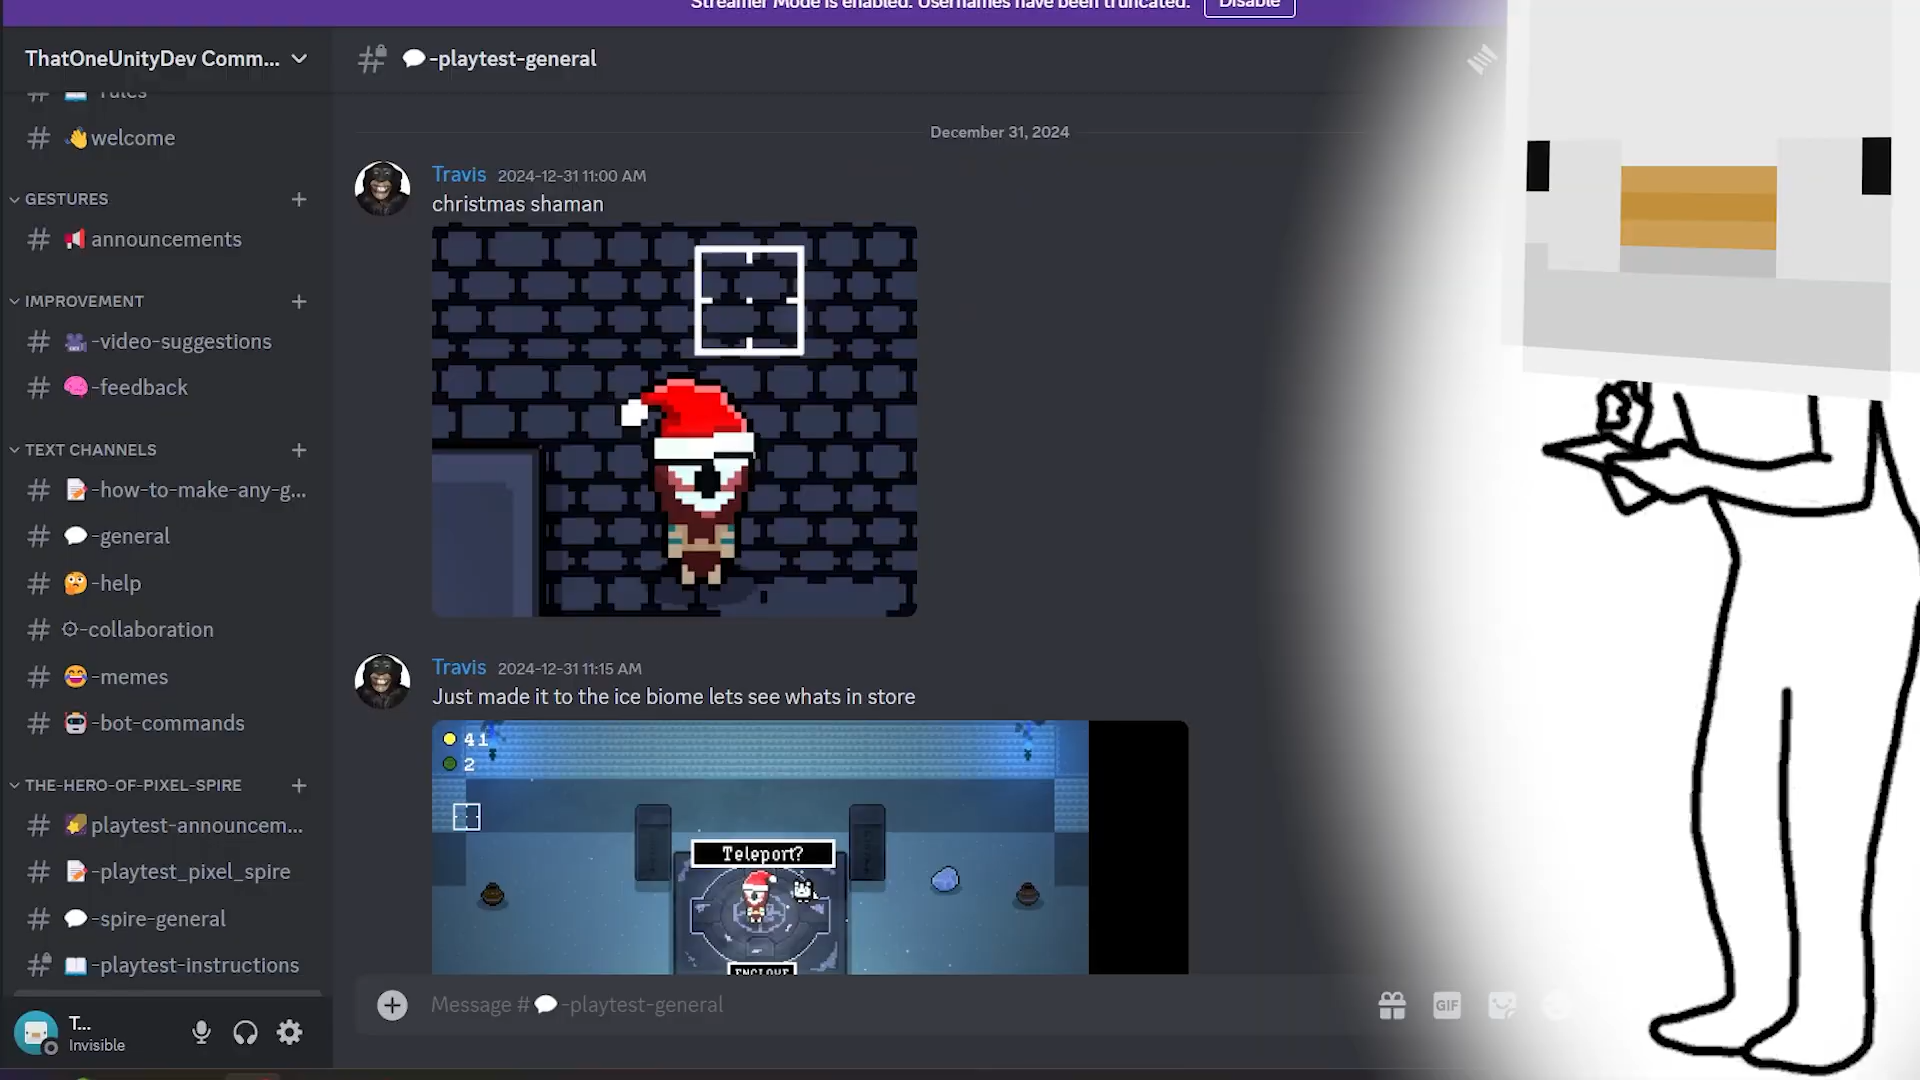 Streamer Mode is enabled. Usernames have been truncated.
Disable
ThatOneUnityDev Comm...
-playtest-general
rules
welcome
GESTURES
announcements
IMPROVEMENT
-video-suggestions
-feedback
TEXT CHANNELS
-how-to-make-any-g...
-general
-help
-collaboration
-memes
-bot-commands
THE-HERO-OF-PIXEL-SPIRE
playtest-announcem...
-playtest_pixel_spire
-spire-general
-playtest-instructions
T...
Invisible
December 31, 2024
Travis 2024-12-31 11:00 AM
christmas shaman
Travis 2024-12-31 11:15 AM
Just made it to the ice biome lets see whats in store
41
2
Teleport?
ENCLAVE
Message # -playtest-general
GIF